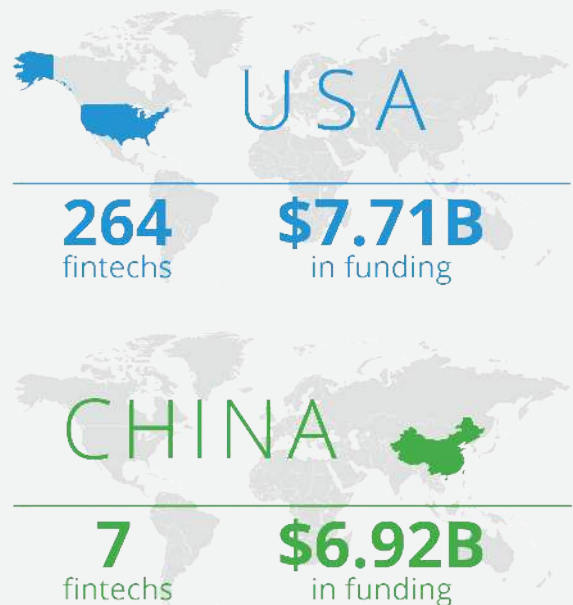 USA
264 $7.71B
fintechs in funding
CHINA
7 $6.92B
fintechs in funding